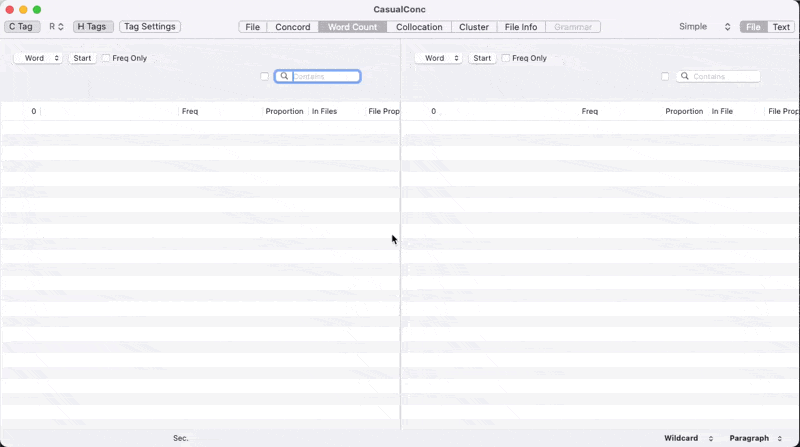 CasualConc
C Tag R H Tags Tag Settings File Concord Word Count Collocation Cluster File Info Grammar Simple File Text
Word Start Freq Only Word Start Freq Only
Contains Contains
0 Freq Proportion In Files File Prop 0 Freq Proportion In File File Prop
Sec. Wildcard Paragraph